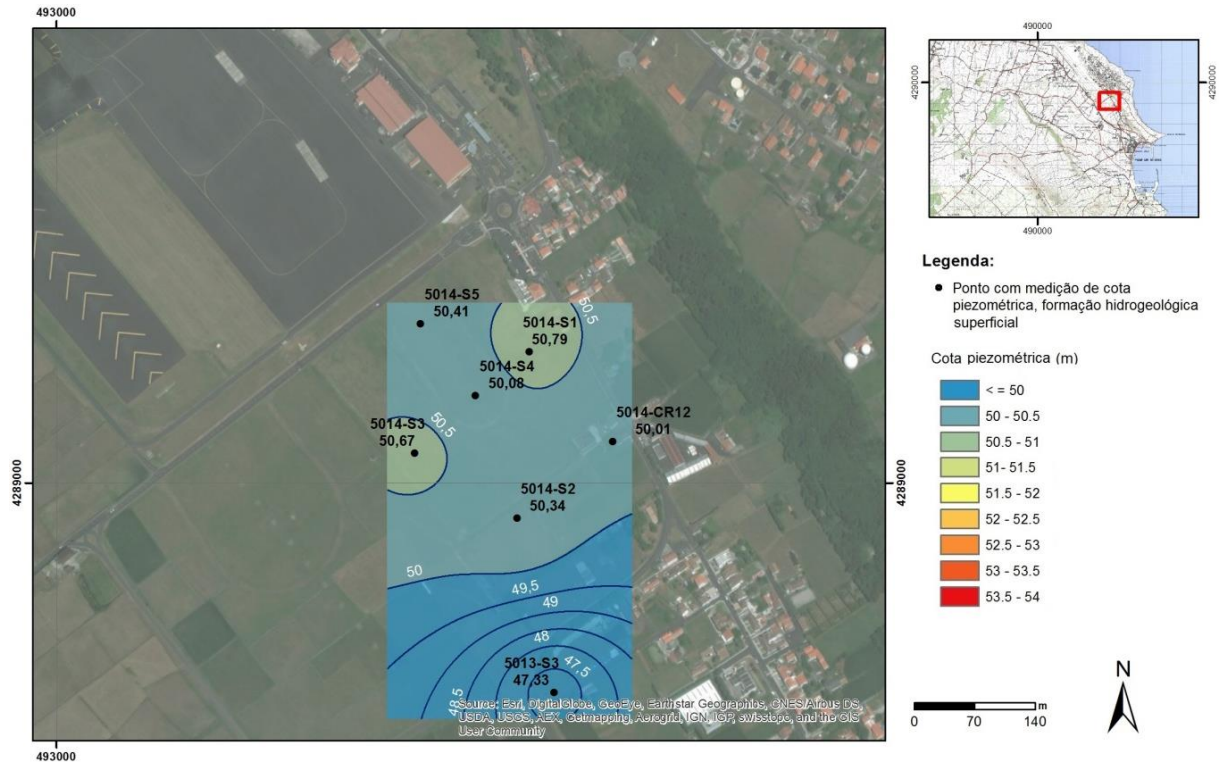 493000
5014-S5
50,41
50,5
5014-S1
50,79
5014-S4
50,08
5014-S3
50,67
50,5
5014-CR12
50,01
5014-S2
50,34
50
49,5
49
48
48,5
5013-S3
47,33
47,5
4289000
4289000
Source: Esri, DigitalGlobe, GeoEye, Earthstar Geographics, CNES/Airbus DS,
USDA, USGS, AEX, Getmapping, Aerogrid, IGN, IGP, swisstopo, and the GIS
User Community
493000
490000
4290000
4290000
490000
Legenda:
Ponto com medição de cota
piezométrica, formação hidrogeológica
superficial
Cota piezométrica (m)
< = 50
50 - 50.5
50.5 - 51
51- 51.5
51.5 - 52
52 - 52.5
52.5 - 53
53 - 53.5
53.5 - 54
N
0 70 140 m